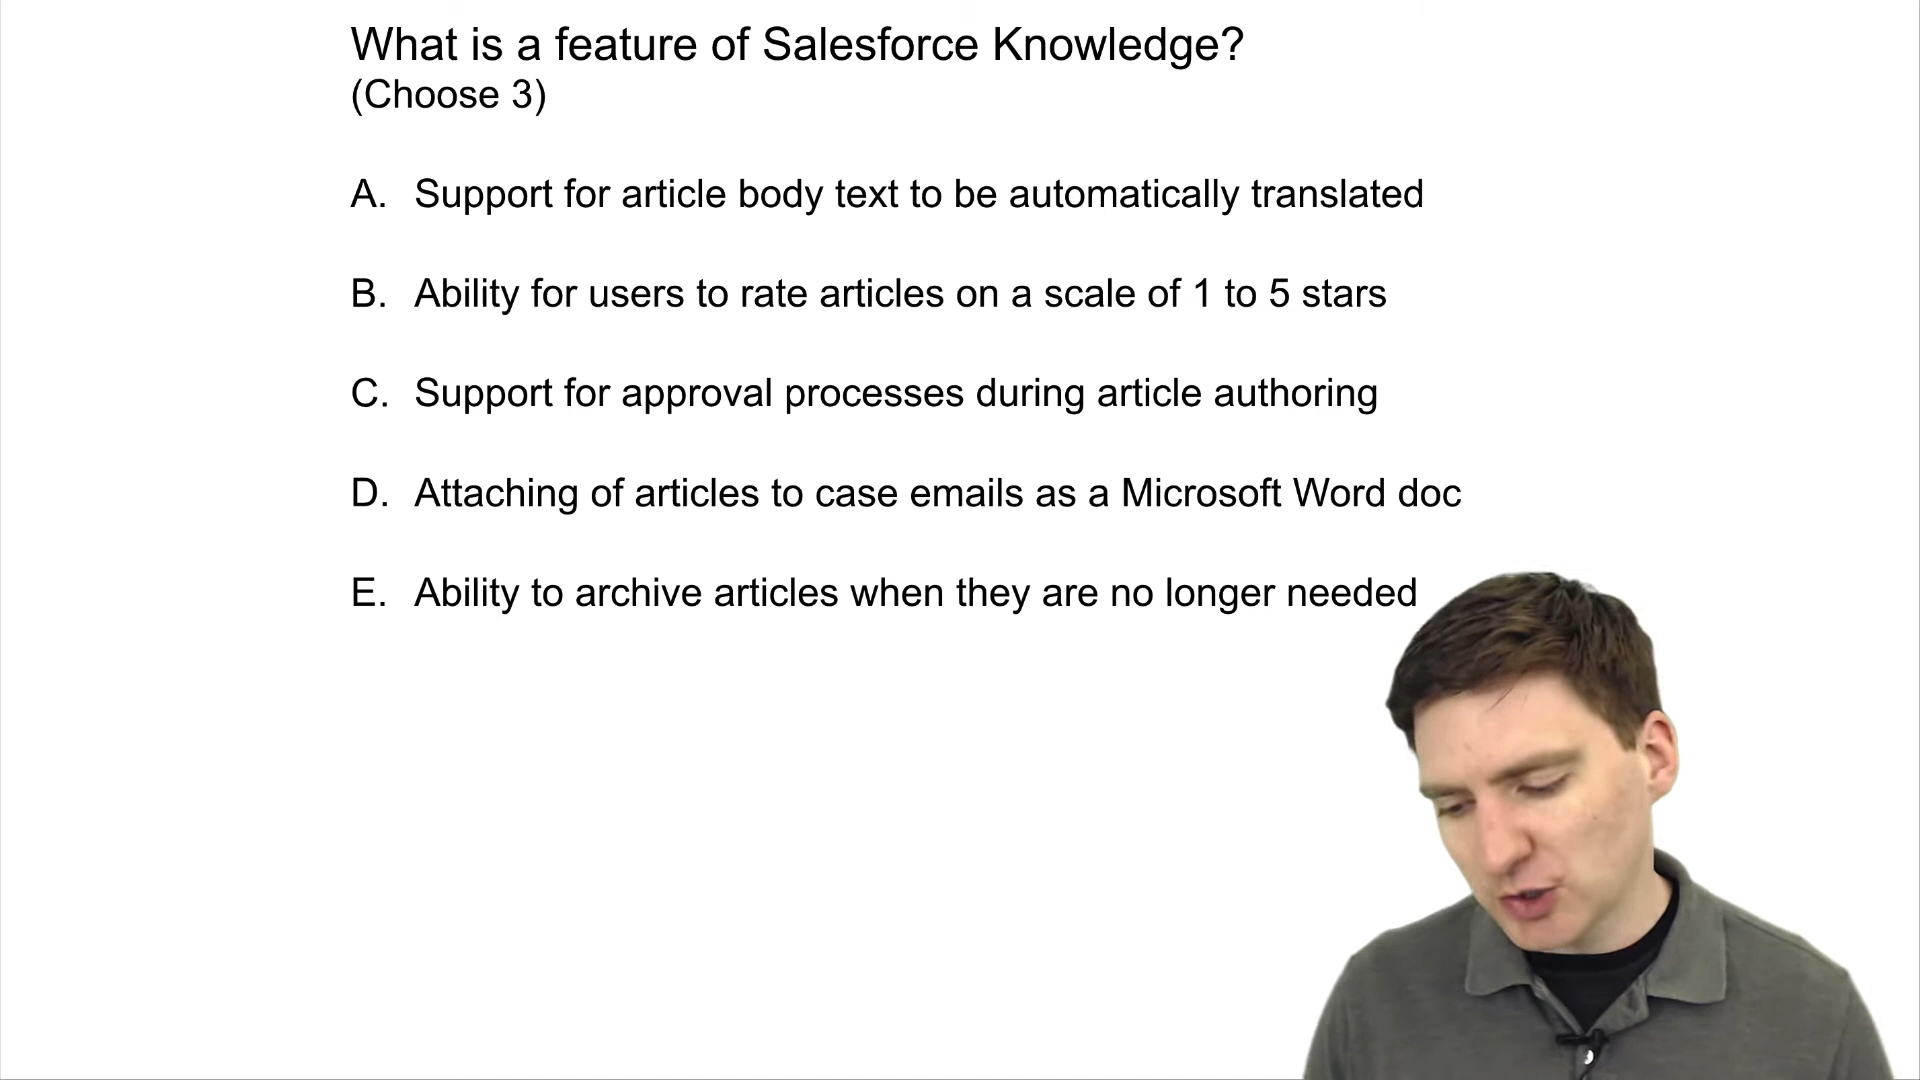 What is a feature of Salesforce Knowledge?
(Choose 3)
A. Support for article body text to be automatically translated
B. Ability for users to rate articles on a scale of 1 to 5 stars
C. Support for approval processes during article authoring
D. Attaching of articles to case emails as a Microsoft Word doc
E. Ability to archive articles when they are no longer needed